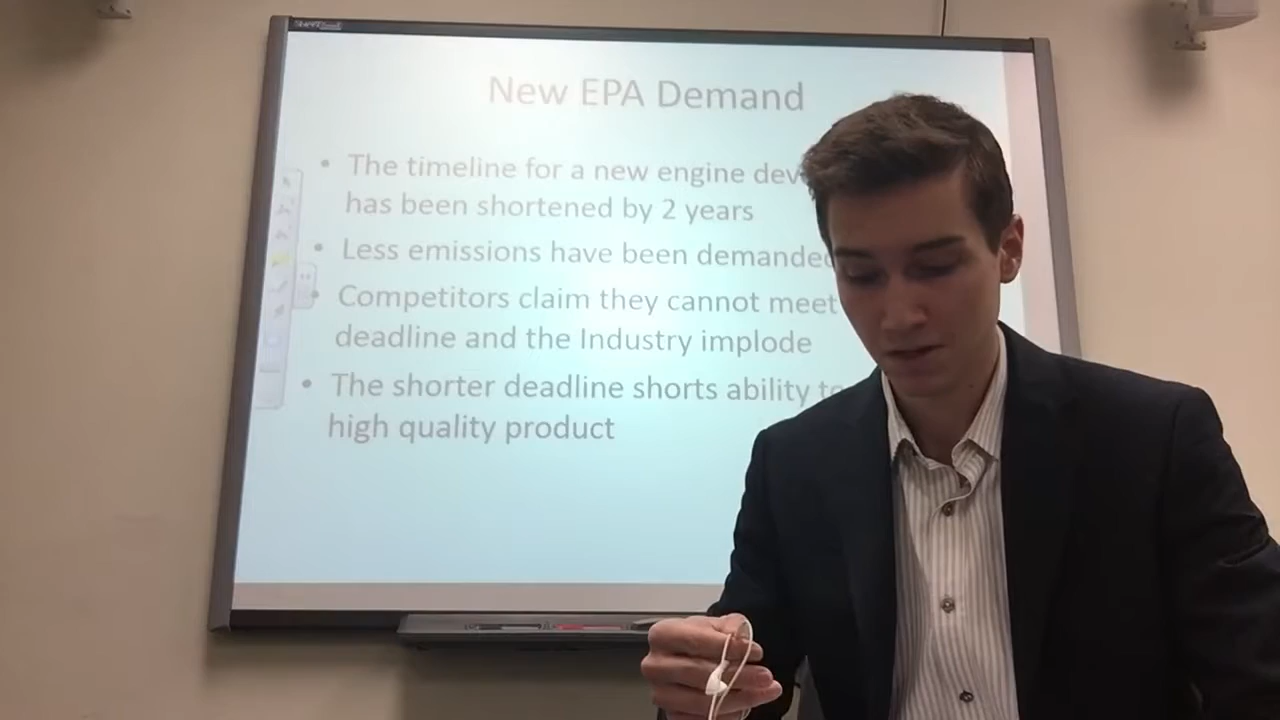 New EPA Demand
• The timeline for a new engine dev
has been shortened by 2 years
• Less emissions have been demanded
• Competitors claim they cannot meet
deadline and the Industry implode
• The shorter deadline shorts ability to
high quality product